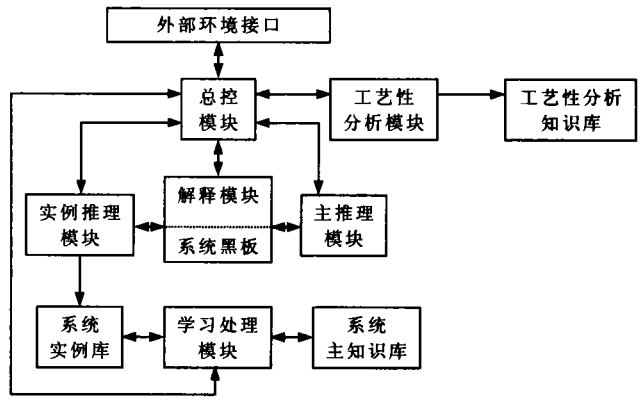 外部环境接口
总控
模块
工艺性
分析模块
工艺性分析
知识库
实例推理
模块
解释模块
系统黑板
主推理
模块
系统
实例库
学习处理
模块
系统
主知识库